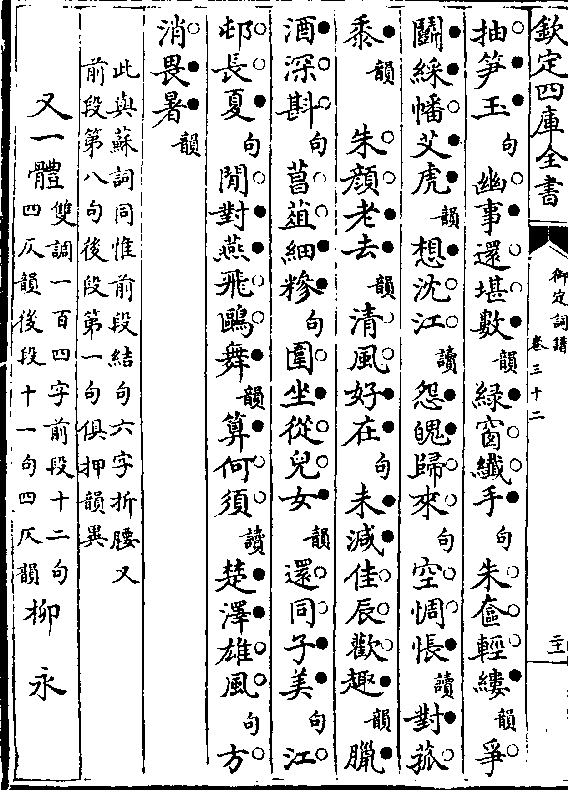 欽定四庫全書
御定詞譜
卷三十二
二十
抽笋玉句幽事還堪數韻緑窗纖手句朱奩輕縷韻爭
鬭綵幡艾虎韻想沈江讀怨魄歸來句空惆悵讀對菰
黍韻　朱顔老去韻清風好在句未減佳辰歡趣韻臘
酒深斟句菖葅細糝句圍坐從兒女韻還同子美句江
邨長夏句閒對燕飛鷗舞韻算何須讀楚澤雄風句方
消畏暑韻
此與蘇詞同惟前段結句六字折腰又
前段第八句後段第一句俱押韻異
又一體雙調一百四字前段十二句
四仄韻後段十一句四仄韻柳永